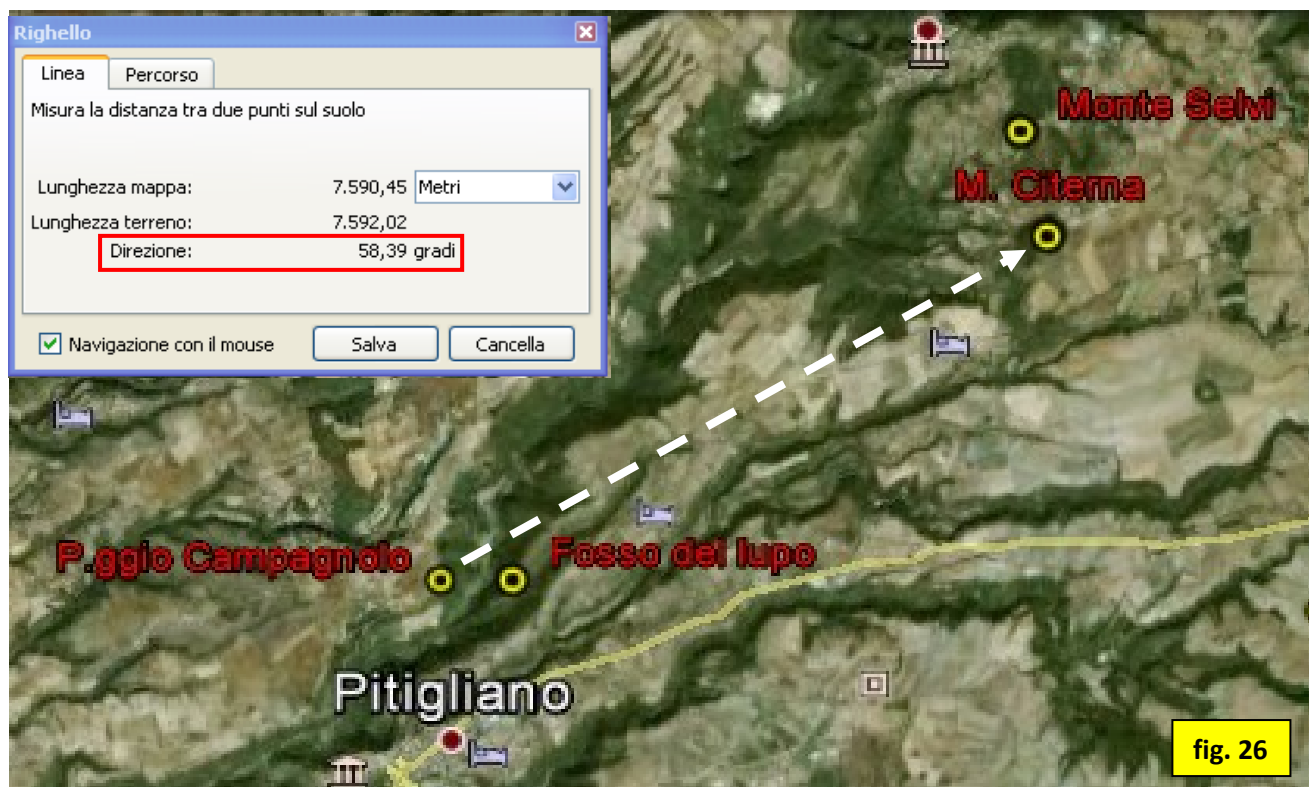 Righello
Linea Percorso
Misura la distanza tra due punti sul suolo
Lunghezza mappa: 7.590,45 Metri
Lunghezza terreno: 7.592,02
Direzione: 58,39 gradi
Navigazione con il mouse Salva Cancella
Monte Selvi
M. Citerna
P.ggio Campagnolo
Fosso del lupo
Pitigliano
fig. 26